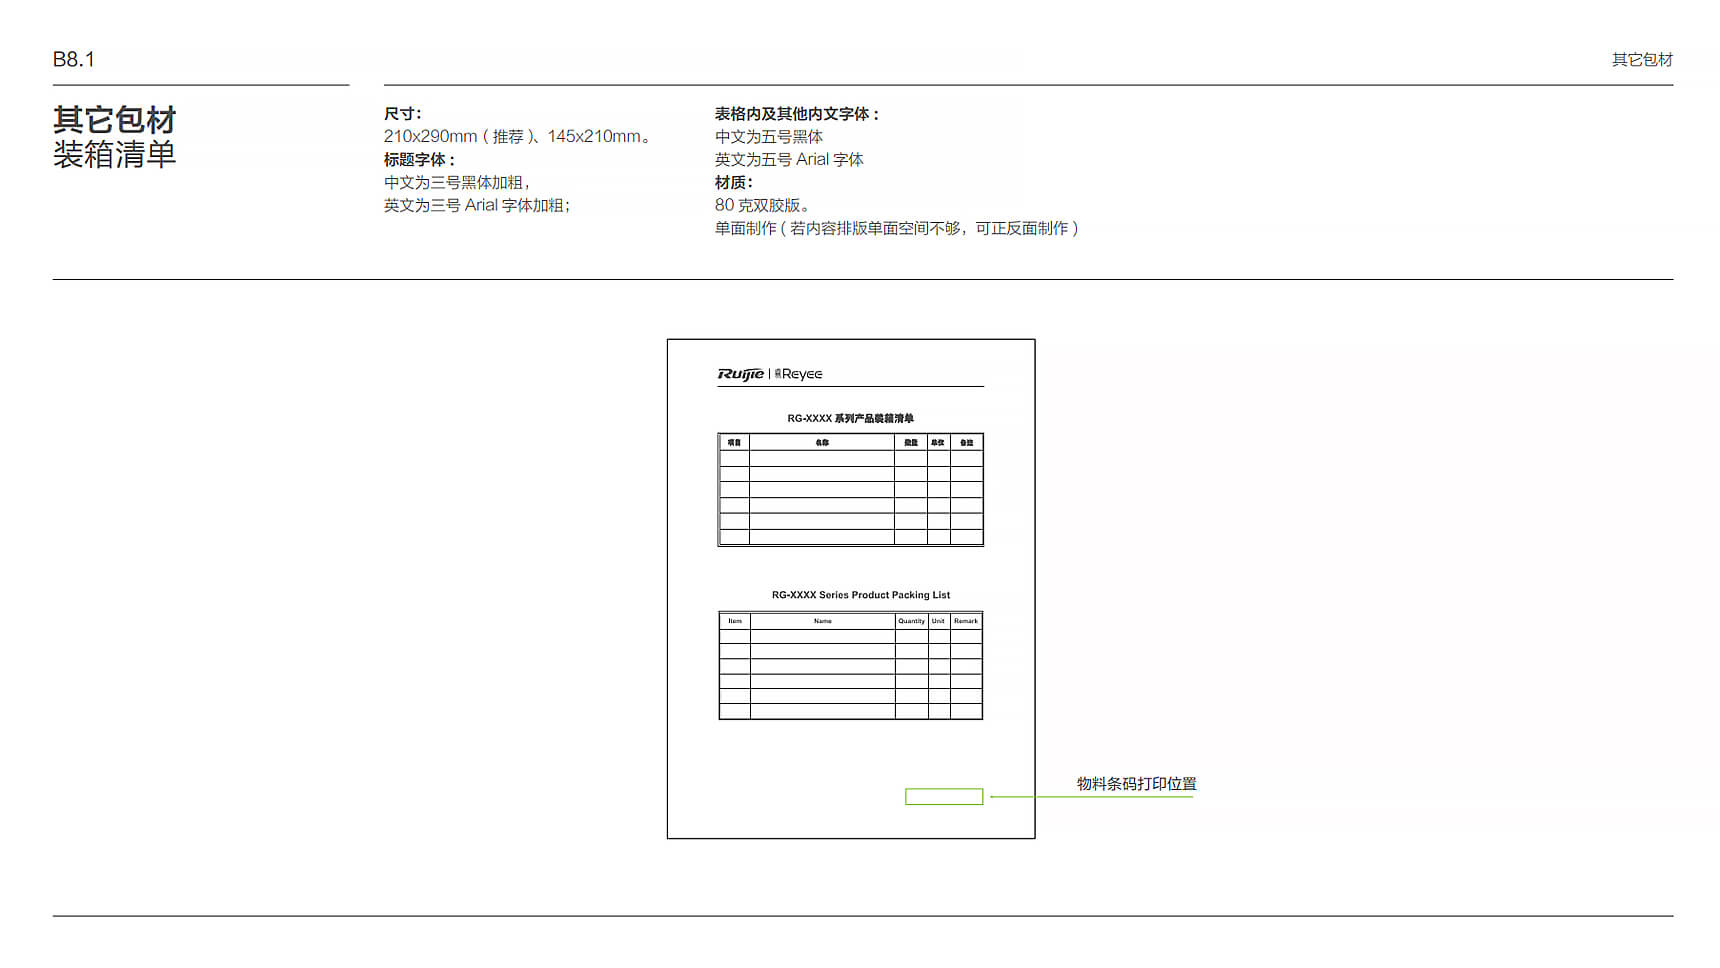 B8.1
其它包材
其它包材
装箱清单
尺寸：
210x290mm（推荐）、145x210mm。
标题字体：
中文为三号黑体加粗，
英文为三号 Arial 字体加粗；
表格内及其他内文字体：
中文为五号黑体
英文为五号 Arial 字体
材质：
80 克双胶版。
单面制作（若内容排版单面空间不够，可正反面制作）
Ruijie | 睿易Reyee
RG-XXXX 系列产品装箱清单
项目 名称 数量 单位 备注
RG-XXXX Series Product Packing List
Item Name Quantity Unit Remark
物料条码打印位置